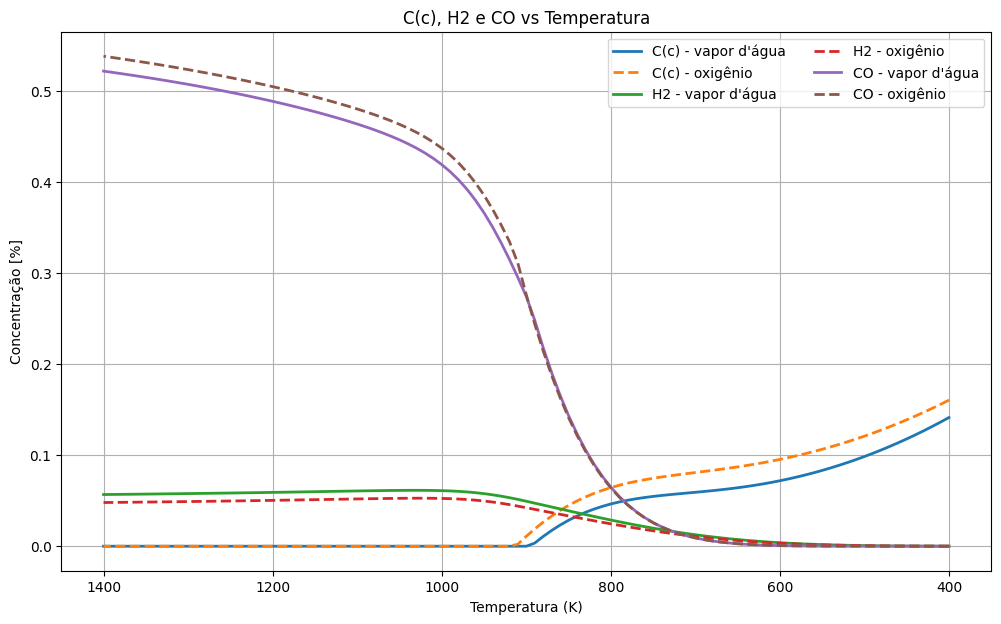 C(c), H2 e CO vs Temperatura
C(c) - vapor d'água
C(c) - oxigênio
H2 - vapor d'água
H2 - oxigênio
CO - vapor d'água
CO - oxigênio
Concentração [%]
0.5
0.4
0.3
0.2
0.1
0.0
1400 1200 1000 800 600 400
Temperatura (K)